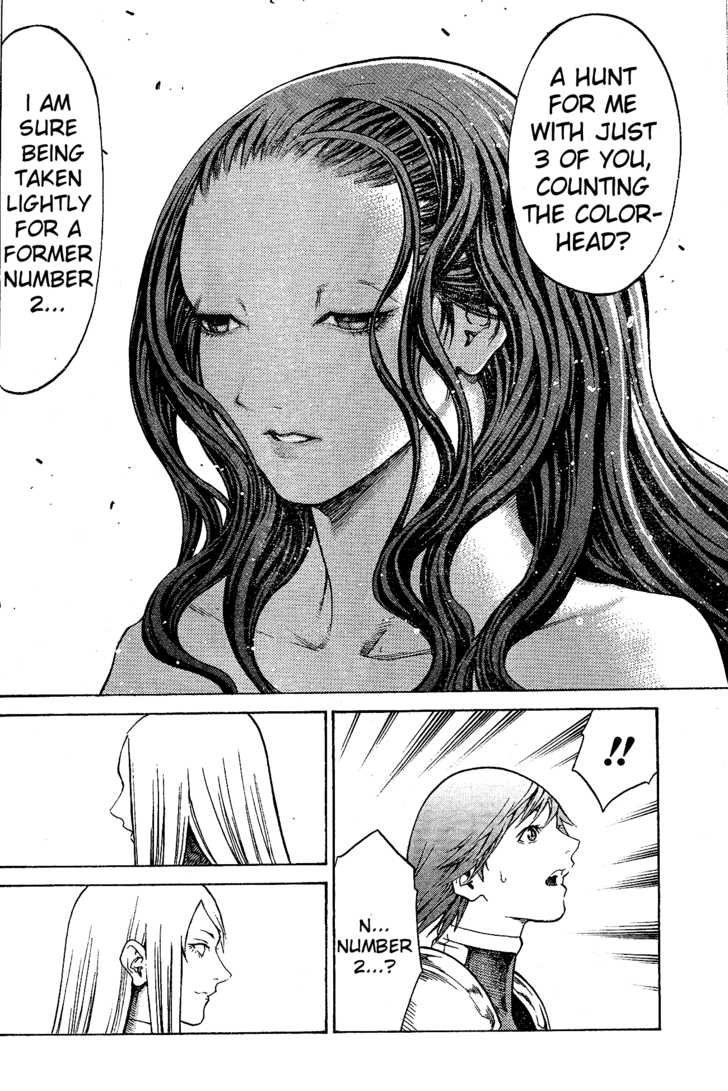 A HUNT
FOR ME
WITH JUST
3 OF YOU,
COUNTING
THE COLOR-
HEAD?
I AM
SURE
BEING
TAKEN
LIGHTLY
FOR A
FORMER
NUMBER
2...
!!
N...
NUMBER
2...?